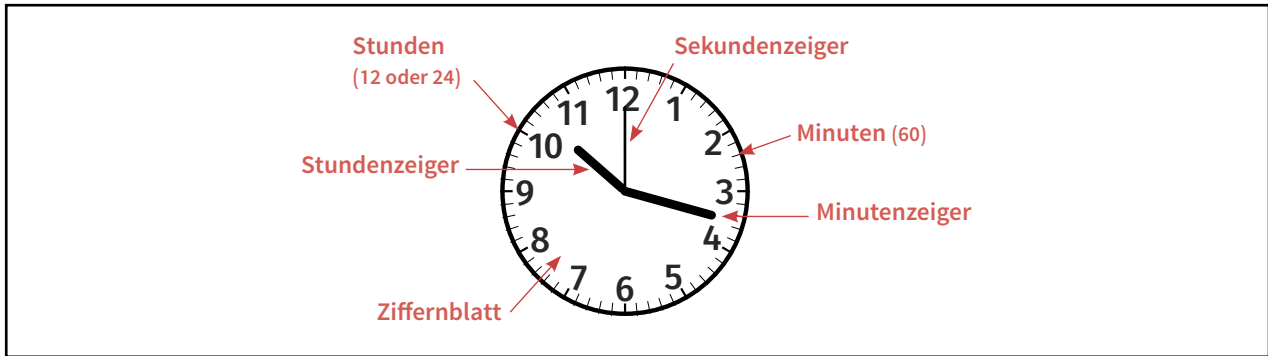 Stunden
(12 oder 24)
Sekundenzeiger
12
11
1
10
2
Minuten (60)
Stundenzeiger
9
3
Minutenzeiger
8
4
7
5
6
Ziffernblatt